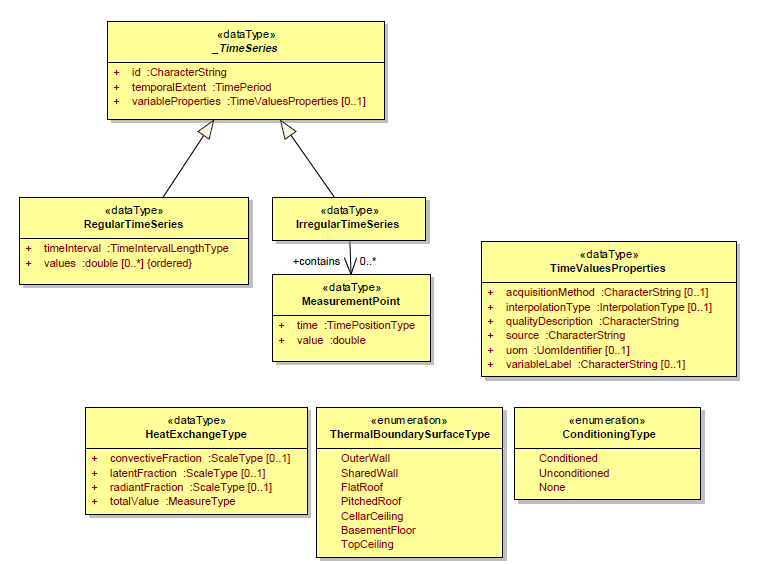 «dataType»
_TimeSeries
+ id :CharacterString
+ temporalExtent :TimePeriod
+ variableProperties :TimeValuesProperties [0..1]
«dataType»
RegularTimeSeries
+ timeInterval :TimeIntervalLengthType
+ values :double [0..*] {ordered}
«dataType»
IrregularTimeSeries
+contains 0..*
«dataType»
MeasurementPoint
+ time :TimePositionType
+ value :double
«dataType»
TimeValuesProperties
+ acquisitionMethod :CharacterString [0..1]
+ interpolationType :InterpolationType [0..1]
+ qualityDescription :CharacterString
+ source :CharacterString
+ uom :UomIdentifier [0..1]
+ variableLabel :CharacterString [0..1]
«dataType»
HeatExchangeType
+ convectiveFraction :ScaleType [0..1]
+ latentFraction :ScaleType [0..1]
+ radiantFraction :ScaleType [0..1]
+ totalValue :MeasureType
«enumeration»
ThermalBoundarySurfaceType
OuterWall
SharedWall
FlatRoof
PitchedRoof
CellarCeiling
BasementFloor
TopCeiling
«enumeration»
ConditioningType
Conditioned
Unconditioned
None